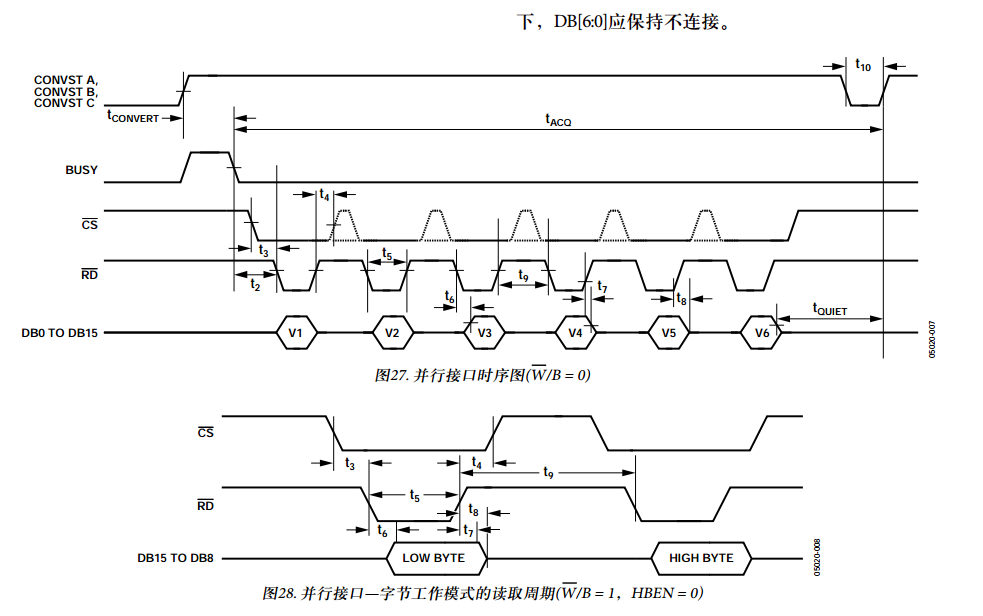 下，DB[6:0]应保持不连接。
CONVST A,
CONVST B,
CONVST C
t10
tCONVERT
tACQ
BUSY
t4
CS
t3
t5
RD
t2
t9
t7
t6
t8
tQUIET
DB0 TO DB15
V1
V2
V3
V4
V5
V6
05020-007
图27. 并行接口时序图(W/B = 0)
CS
t3
t4
t9
RD
t5
t8
t6
t7
DB15 TO DB8
LOW BYTE
HIGH BYTE
05020-008
图28. 并行接口—字节工作模式的读取周期(W/B = 1，HBEN = 0)